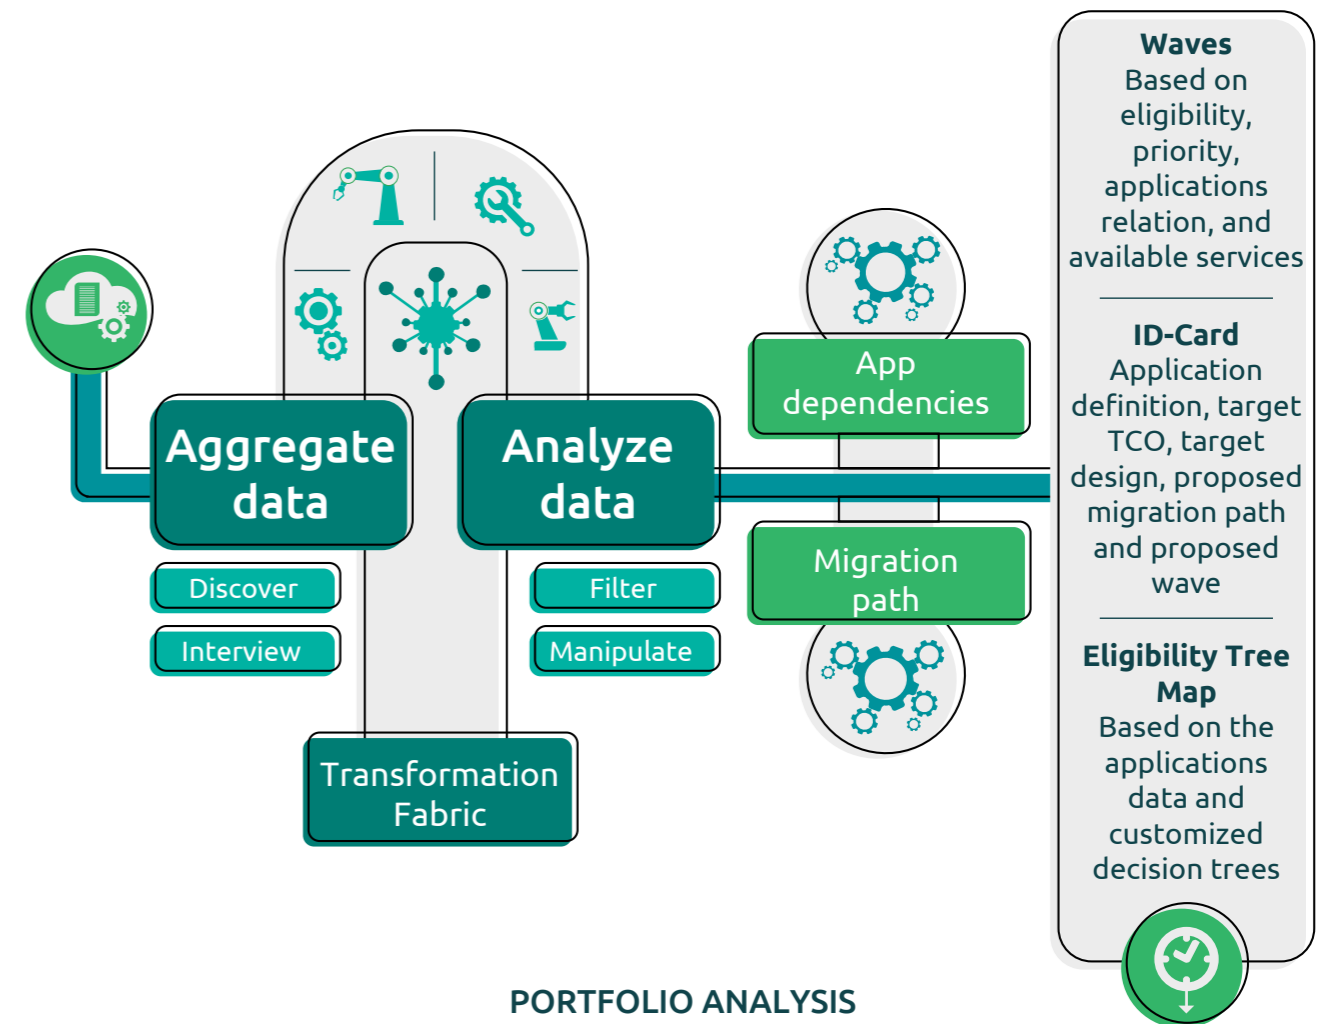 Aggregate
data
Discover
Interview
Analyze
data
Filter
Manipulate
Transformation
Fabric
App
dependencies
Migration
path
Waves
Based on
eligibility,
priority,
applications
relation, and
available services
ID-Card
Application
definition, target
TCO, target
design, proposed
migration path
and proposed
wave
Eligibility Tree
Map
Based on the
applications
data and
customized
decision trees
PORTFOLIO ANALYSIS